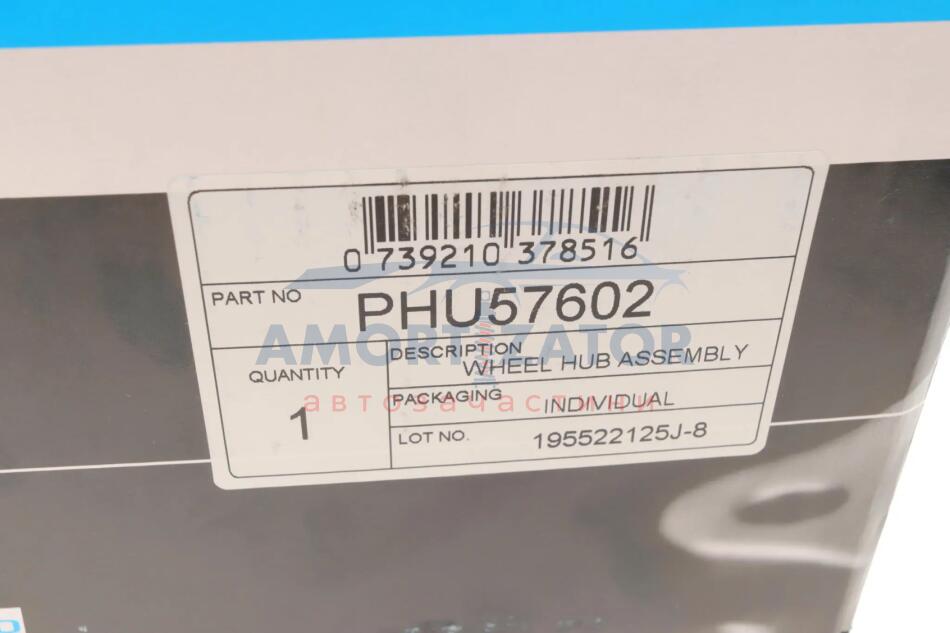 0 739210 378516
PART NO PHU57602
AMORTIZATOR
DESCRIPTION
WHEEL HUB ASSEMBLY
QUANTITY
1
PACKAGING
INDIVIDUAL
автозапчастини
LOT NO. 195522125J-8